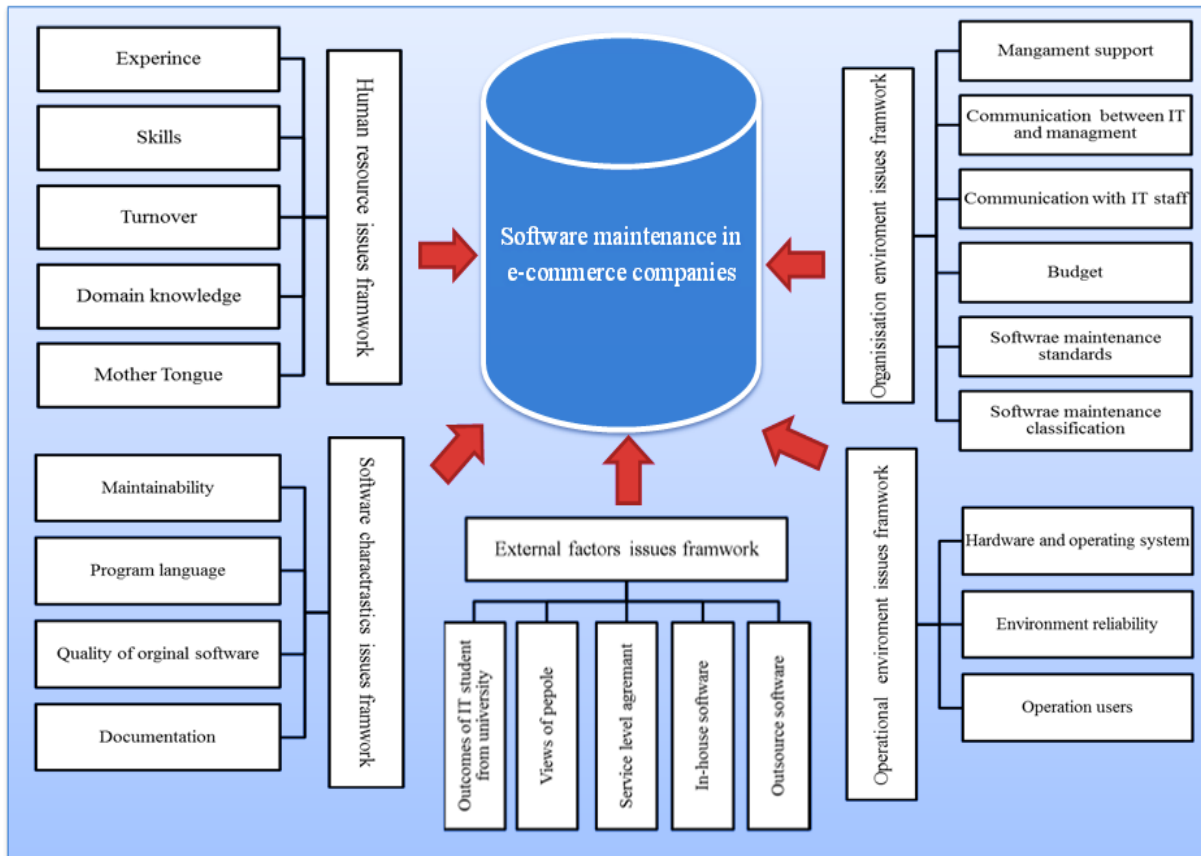 Experince
Skills
Turnover
Domain knowledge
Mother Tongue
Human resource issues framwork
Software maintenance in
e-commerce companies
Organisisation enviroment issues framwork
Mangament support
Communication between IT
and managment
Communication with IT staff
Budget
Softwrae maintenance
standards
Softwrae maintenance
classification
Maintainability
Program language
Quality of orginal software
Documentation
Software charactrastics issues framwork
External factors issues framwork
Outcomes of IT student
from university
Views of pepole
Service level agremant
In-house software
Outsource software
Operational enviroment issues framwork
Hardware and operating system
Environment reliability
Operation users